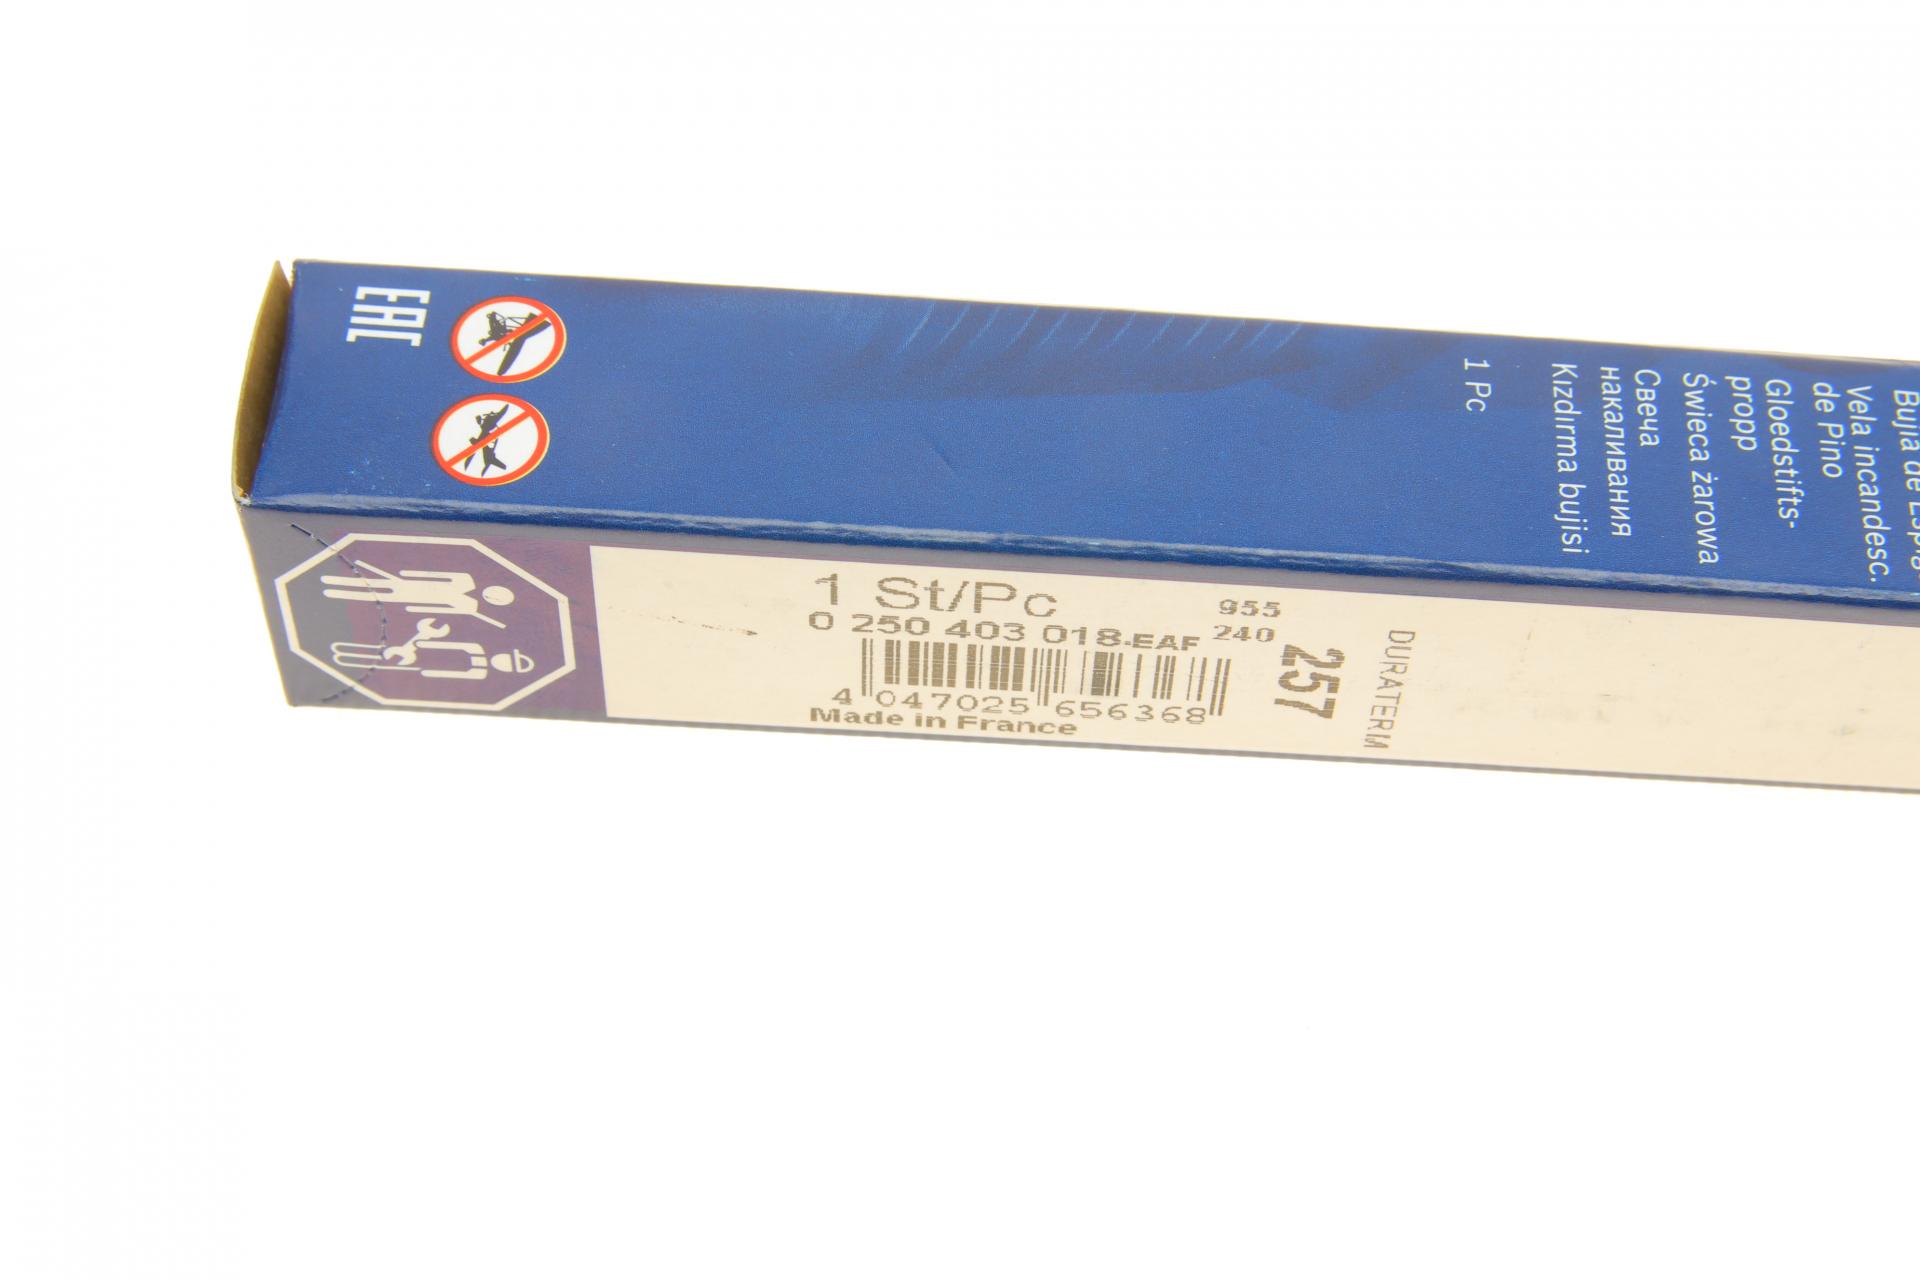 EAC
1 Pc
Bujía de Espig
Vela incandesc.
de Pino
Gloedstifts-
propp
Świeca żarowa
Свеча
накаливания
Kızdırma bujisi
1 St/Pc
0 250 403 018-EAF
955
240
257
DURATERM
4 047025 656368
Made in France